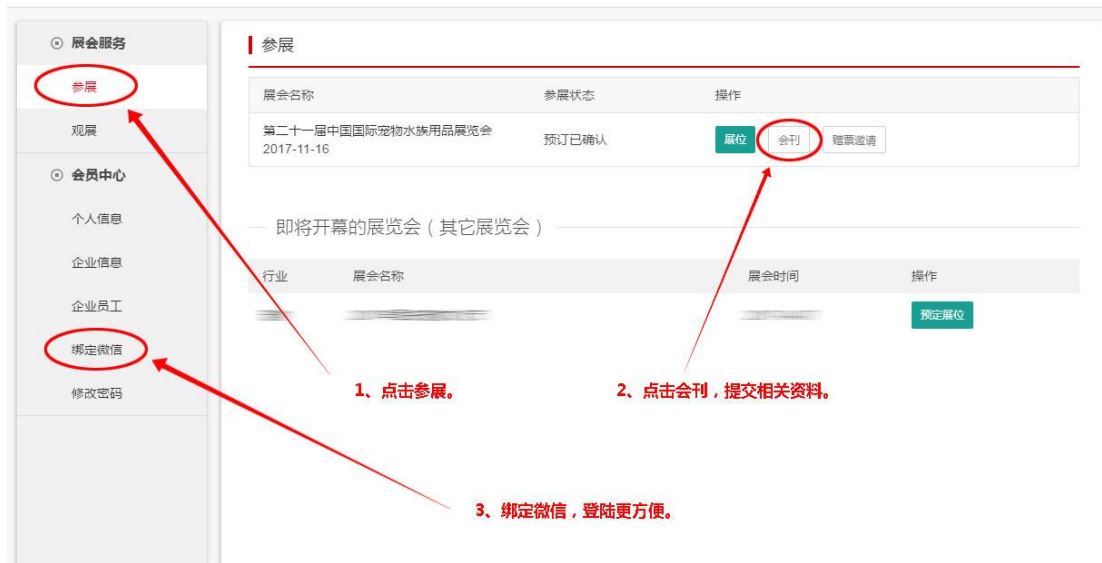 展会服务
参展
观展
会员中心
个人信息
企业信息
企业员工
绑定微信
修改密码
参展
展会名称 参展状态 操作
第二十一届中国国际宠物水族用品展览会
2017-11-16
预订已确认 展位 会刊 赠票邀请
即将开幕的展览会（其它展览会）
行业 展会名称 展会时间 操作
预定展位
1、点击参展。 2、点击会刊，提交相关资料。
3、绑定微信，登陆更方便。